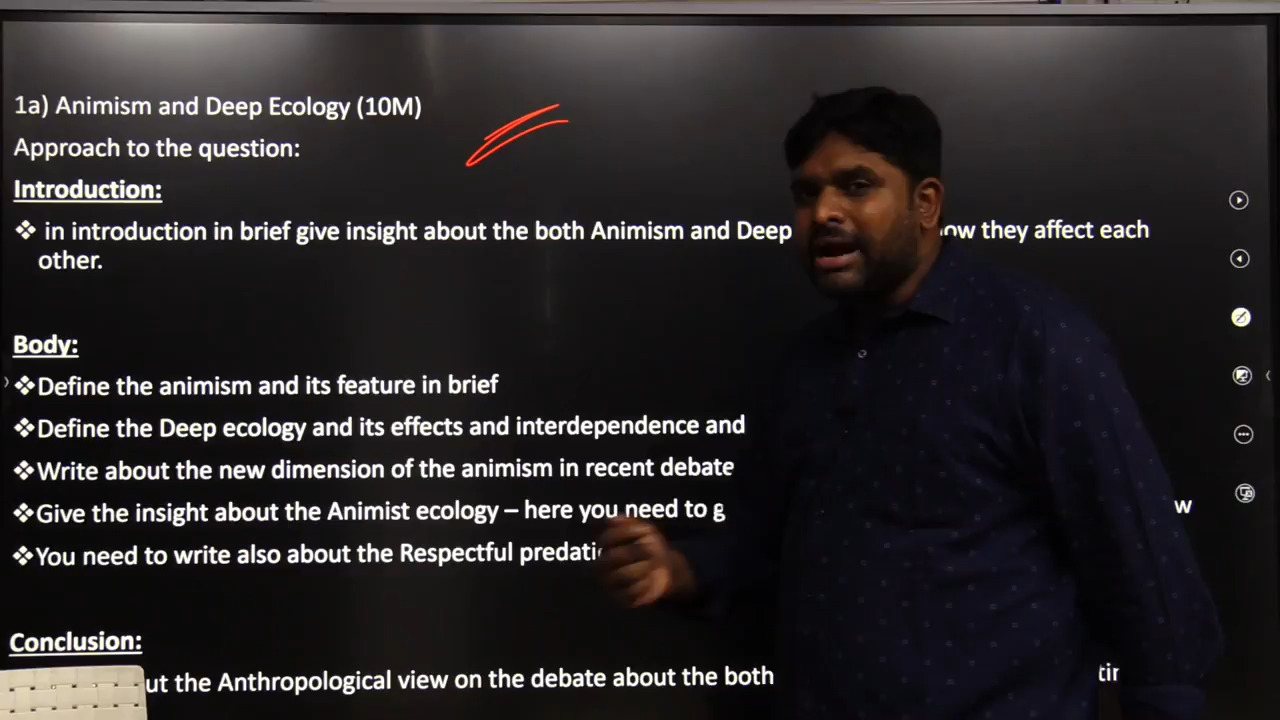 1a) Animism and Deep Ecology (10M)
Approach to the question:
Introduction:
❖ in introduction in brief give insight about the both Animism and Deep they affect each
other.
Body:
❖Define the animism and its feature in brief
❖Define the Deep ecology and its effects and interdependence and
❖Write about the new dimension of the animism in recent debate
❖Give the insight about the Animist ecology – here you need to
❖You need to write also about the Respectful
Conclusion:
the Anthropological view on the debate about the both